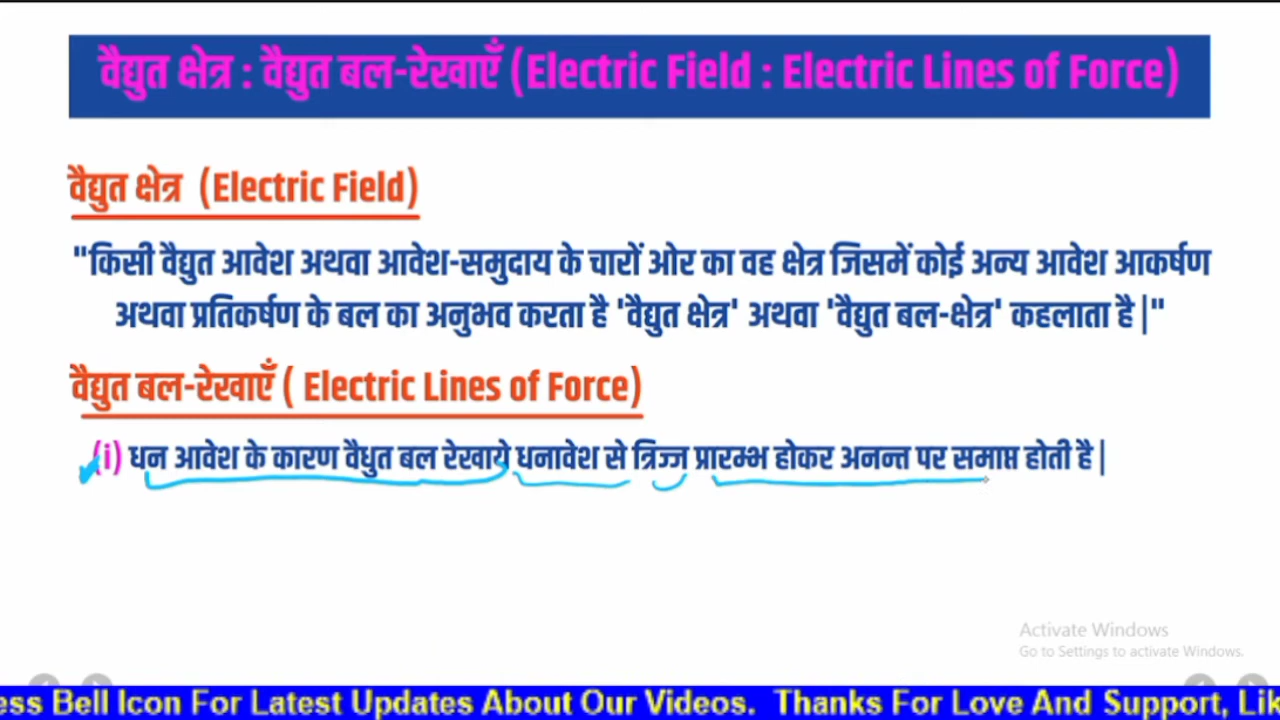 वैद्युत क्षेत्र : वैद्युत बल-रेखाएँ (Electric Field : Electric Lines of Force)
वैद्युत क्षेत्र (Electric Field)
"किसी वैद्युत आवेश अथवा आवेश-समुदाय के चारों ओर का वह क्षेत्र जिसमें कोई अन्य आवेश आकर्षण
अथवा प्रतिकर्षण के बल का अनुभव करता है 'वैद्युत क्षेत्र' अथवा 'वैद्युत बल-क्षेत्र' कहलाता है |"
वैद्युत बल-रेखाएँ ( Electric Lines of Force)
(i) धन आवेश के कारण वैधुत बल रेखाये धनावेश से त्रिज्ज प्रारम्भ होकर अनन्त पर समाप्त होती है |
Activate Windows
Go to Settings to activate Windows.
ess Bell Icon For Latest Updates About Our Videos. Thanks For Love And Support, Lik